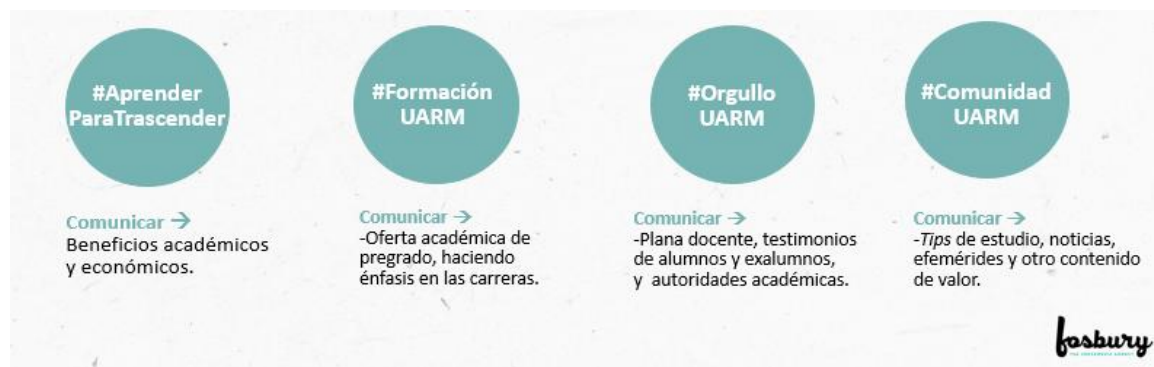 #Aprender
ParaTrascender
Comunicar →
Beneficios académicos
y económicos.
#Formación
UARM
Comunicar →
-Oferta académica de
pregrado, haciendo
énfasis en las carreras.
#Orgullo
UARM
Comunicar →
-Plana docente, testimonios
de alumnos y exalumnos,
y autoridades académicas.
#Comunidad
UARM
Comunicar →
-Tips de estudio, noticias,
efemérides y otro contenido
de valor.
fosbury